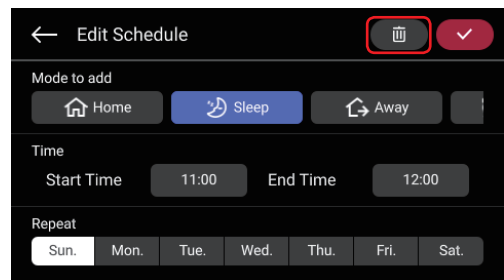 Edit Schedule
Mode to add
Home Sleep Away
Time
Start Time 11:00 End Time 12:00
Repeat
Sun. Mon. Tue. Wed. Thu. Fri. Sat.